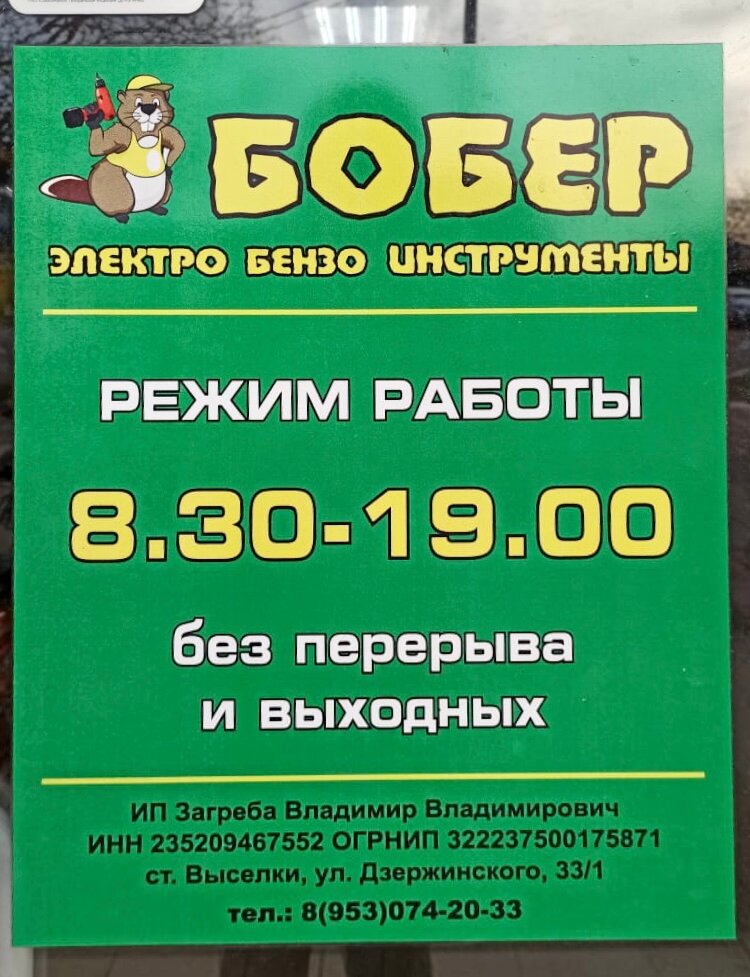 БОБЕР
ЭЛЕКТРО БЕНЗО ИНСТРУМЕНТЫ
РЕЖИМ РАБОТЫ
8.30-19.00
без перерыва
и выходных
ИП Загреба Владимир Владимирович
ИНН 235209467552 ОГРНИП 322237500175871
ст. Выселки, ул. Дзержинского, 33/1
тел.: 8(953)074-20-33